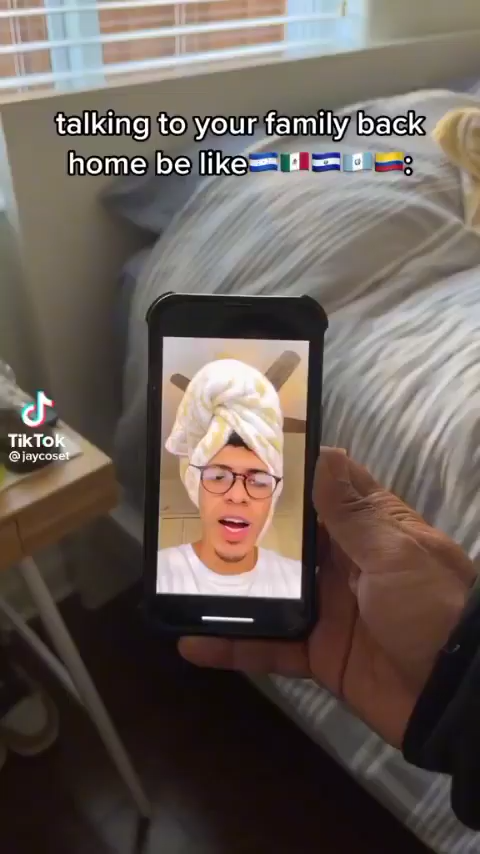 talking to your family back
home be like🇭🇳🇲🇽🇸🇻🇬🇹🇨🇴:
TikTok
@jaycoset